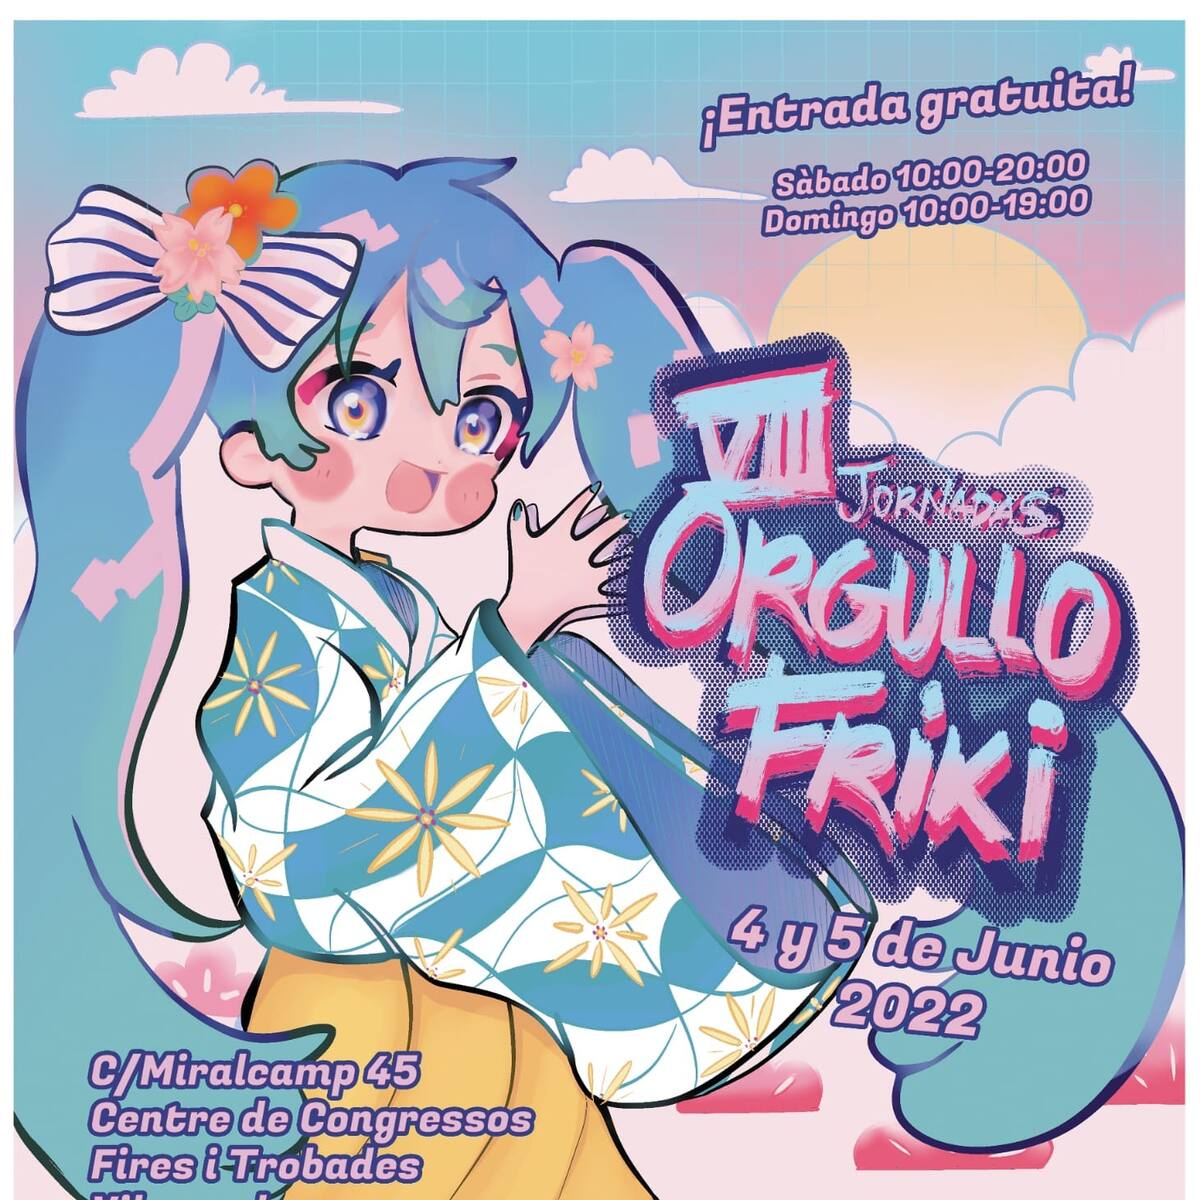 ¡Entrada gratuita!
Sàbado 10:00-20:00
Domingo 10:00-19:00
VIII
JORNADAS
ORGULLO
FRIKI
4 y 5 de Junio
2022
C/Miralcamp 45
Centre de Congressos
Fires i Trobades